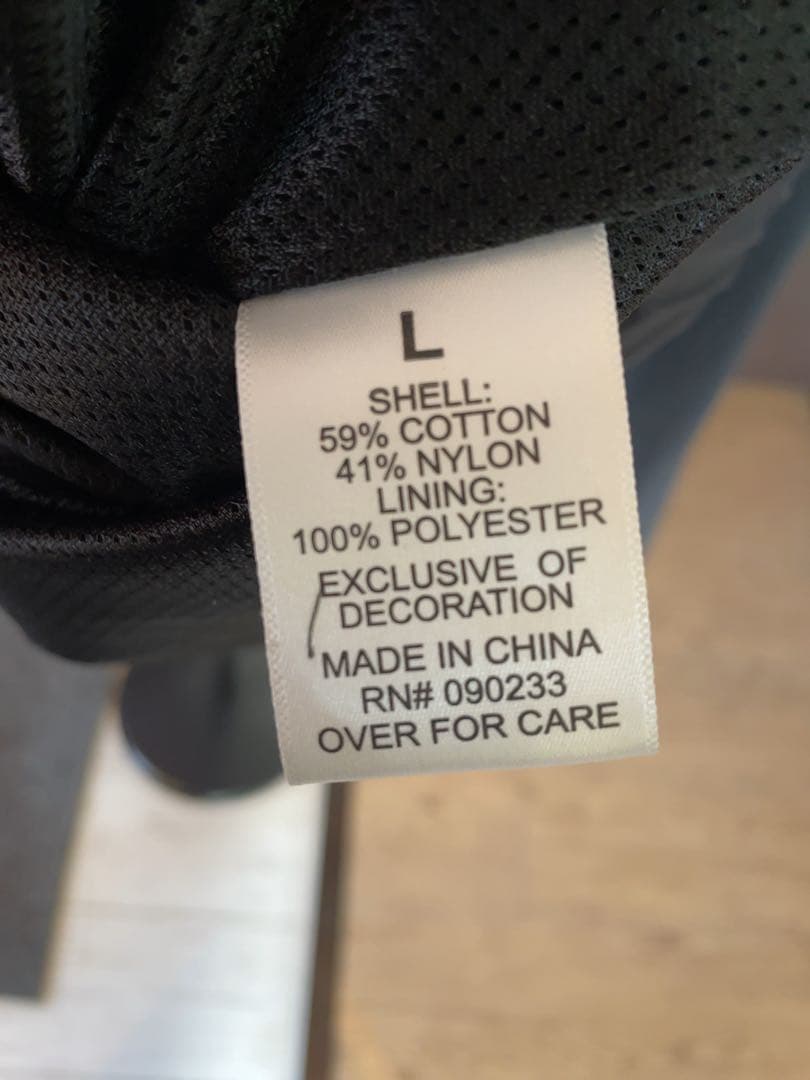 L
SHELL:
59% COTTON
41% NYLON
LINING:
100% POLYESTER
EXCLUSIVE OF
DECORATION
MADE IN CHINA
RN# 090233
OVER FOR CARE